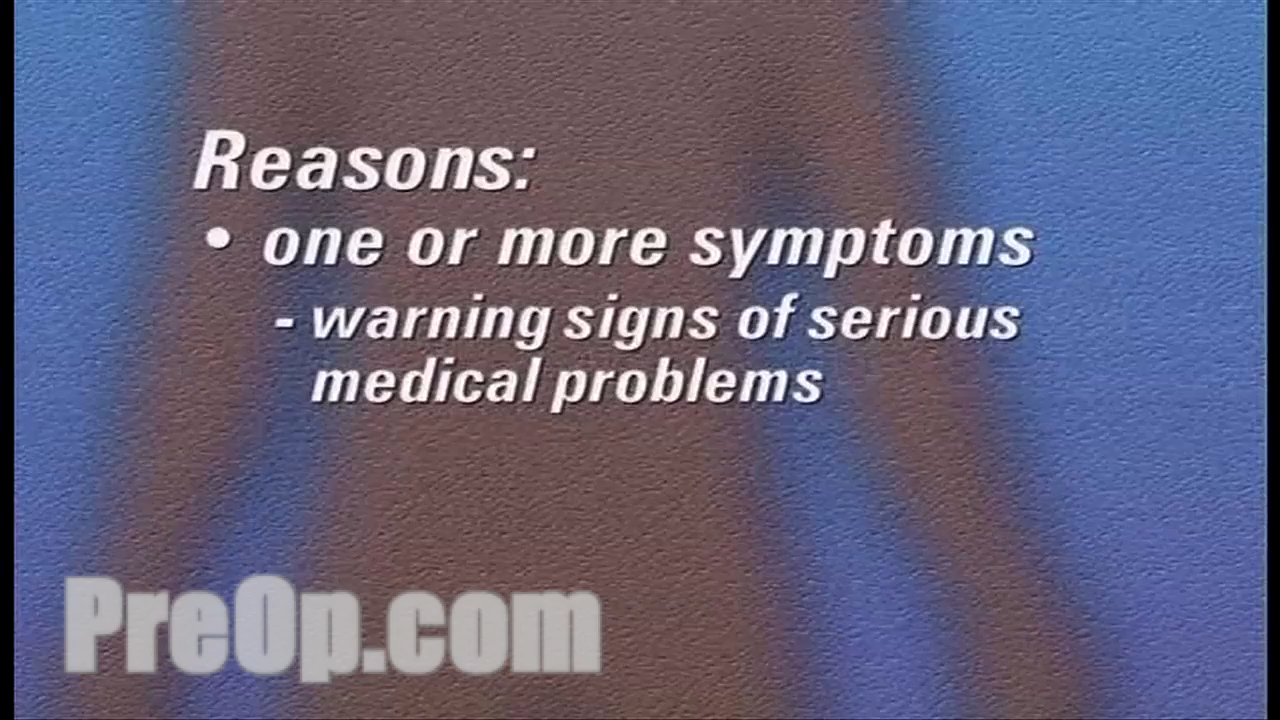 Reasons:
• one or more symptoms
- warning signs of serious
medical problems
PreOp.com